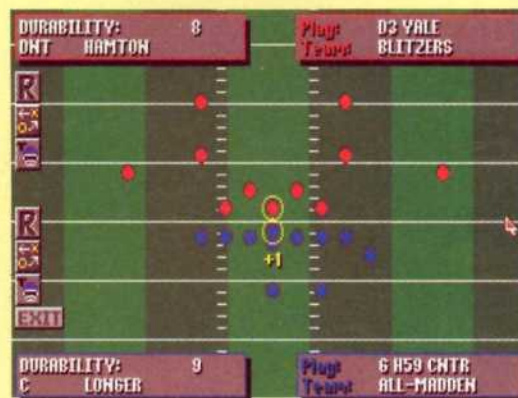 DURABILITY: 8
DNT HAMTON
Play: D3 YALE
Team: BLITZERS
R
R
+1
EXIT
DURABILITY: 9
C LONGER
Play: G H59 CNTR
Team: ALL-MADDEN